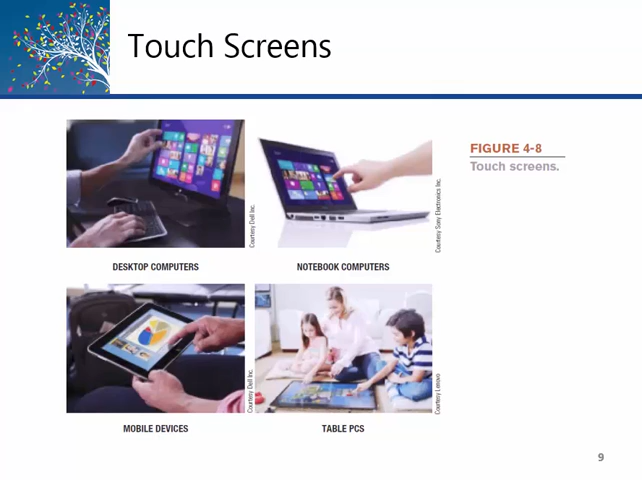 Touch Screens
FIGURE 4-8
Touch screens.
Courtesy Dell Inc.
Courtesy Sony Electronics Inc.
DESKTOP COMPUTERS
NOTEBOOK COMPUTERS
Courtesy Dell Inc.
Courtesy Lenovo
MOBILE DEVICES
TABLE PCS
9